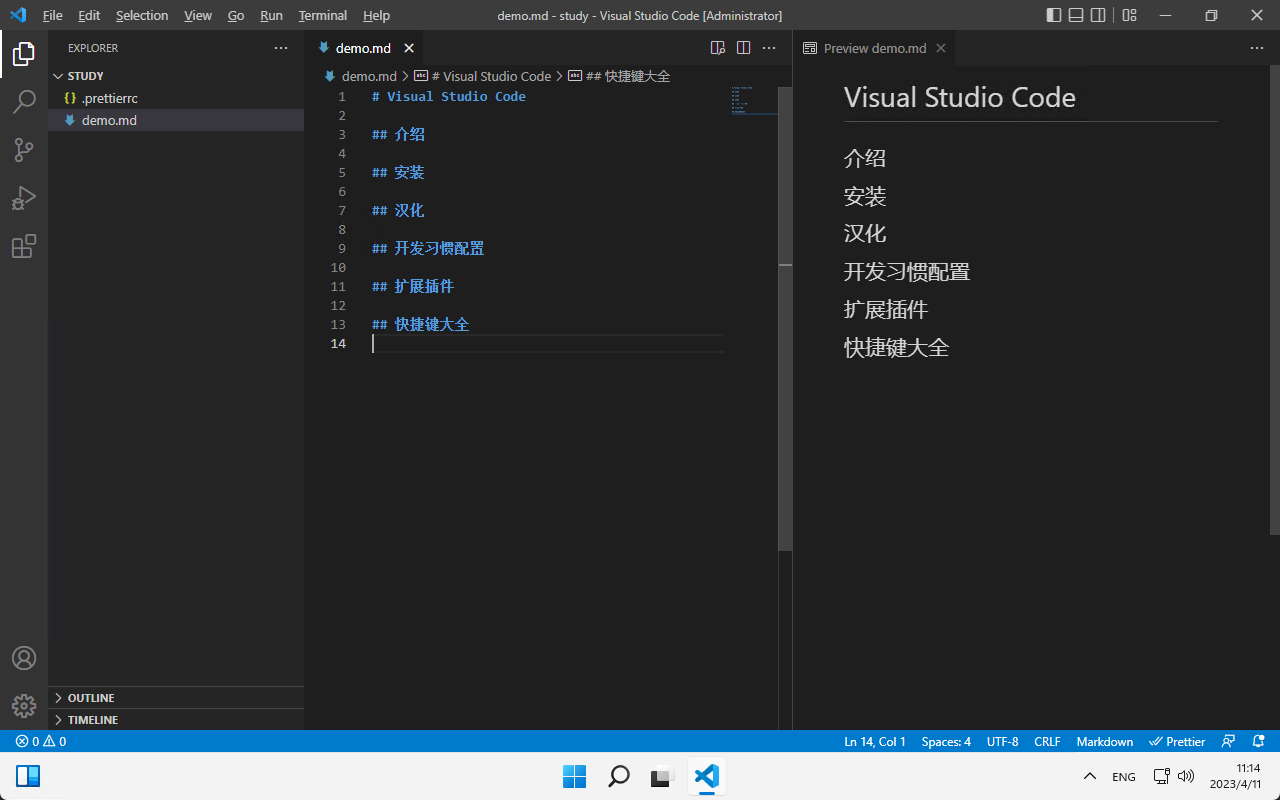 File Edit Selection View Go Run Terminal Help demo.md - study - Visual Studio Code [Administrator]
EXPLORER
STUDY
{} .prettierrc
demo.md
OUTLINE
TIMELINE
demo.md
demo.md > # Visual Studio Code > ## 快捷键大全
1 # Visual Studio Code
2
3 ## 介绍
4
5 ## 安装
6
7 ## 汉化
8
9 ## 开发习惯配置
10
11 ## 扩展插件
12
13 ## 快捷键大全
14
Preview demo.md
Visual Studio Code
介绍
安装
汉化
开发习惯配置
扩展插件
快捷键大全
0 0 Ln 14, Col 1 Spaces: 4 UTF-8 CRLF Markdown Prettier
ENG
11:14
2023/4/11